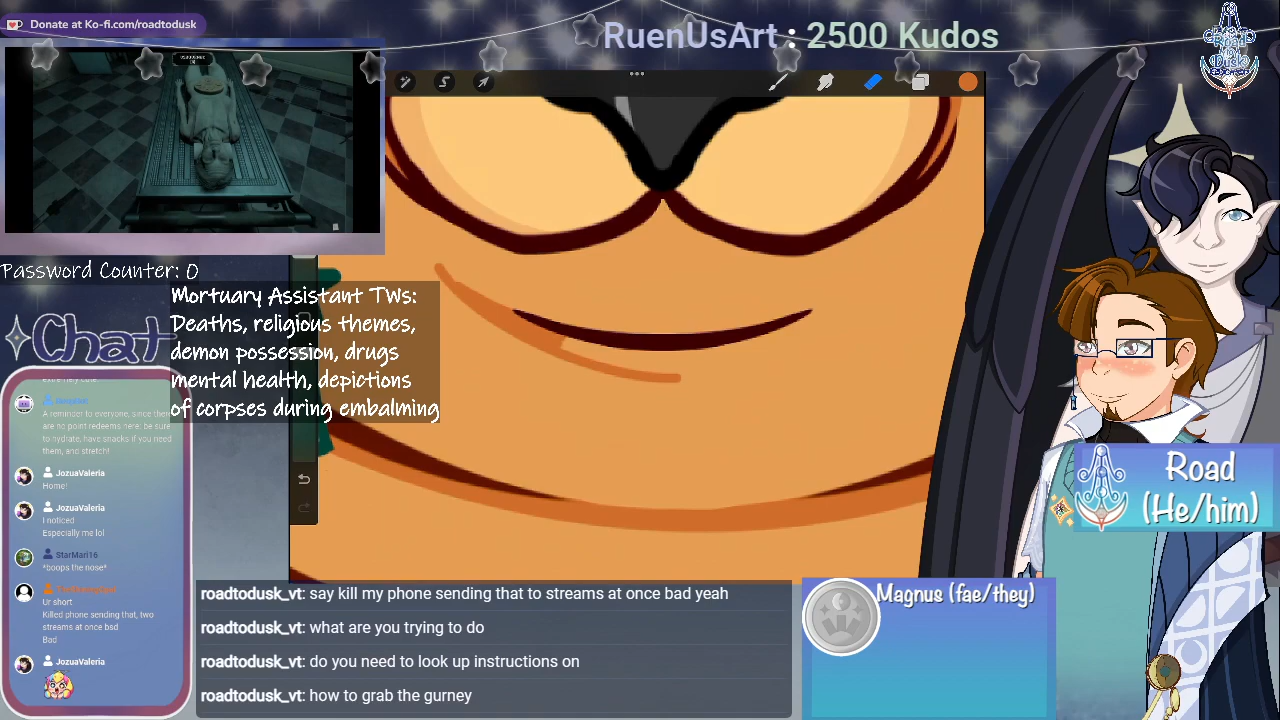 Donate at Ko-fi.com/roadtodusk
RuenUsArt : 2500 Kudos
Road
Dusk
Password Counter: 0
Mortuary Assistant TWs:
Deaths, religious themes,
demon possession, drugs
mental health, depictions
of corpses during embalming
Chat
extremely cute!
A reminder to everyone, since there
are no point redeems here: be sure
to hydrate, have snacks if you need
them, and stretch!
JozuaValeria
Home!
JozuaValeria
I noticed
Especially me lol
StarMari16
*boops the nose*
Ur short
Killed phone sending that, two
streams at once bsd
Bad
JozuaValeria
roadtodusk_vt: say kill my phone sending that to streams at once bad yeah
roadtodusk_vt: what are you trying to do
roadtodusk_vt: do you need to look up instructions on
roadtodusk_vt: how to grab the gurney
Magnus (fae/they)
Road
(He/him)